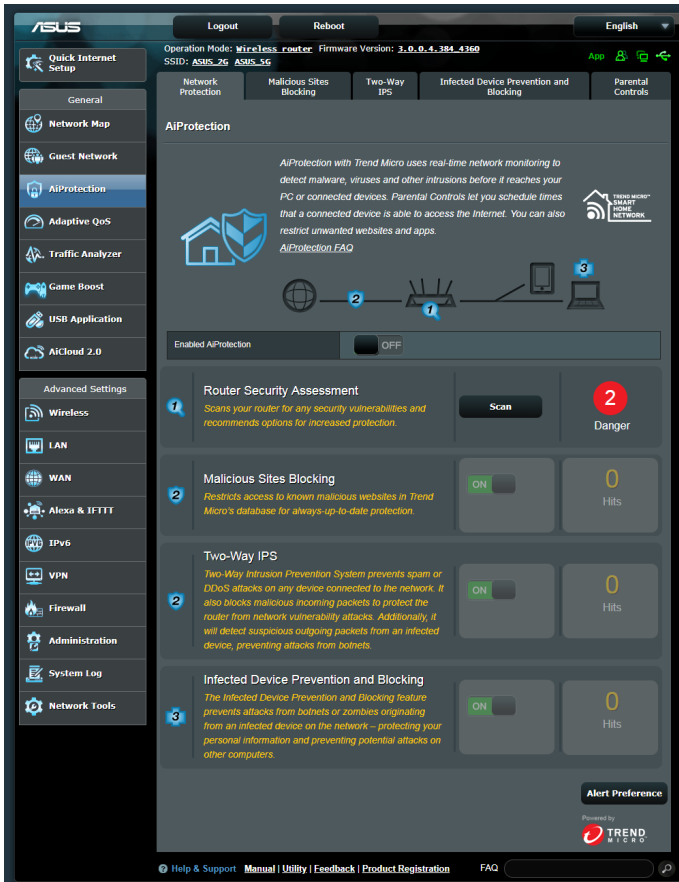 ASUS
Logout
Reboot
English
Quick Internet
Setup
Operation Mode: Wireless router Firmware Version: 3.0.0.4.384_4360
SSID: ASUS_2G ASUS_5G
App
Network
Protection
Malicious Sites
Blocking
Two-Way
IPS
Infected Device Prevention and
Blocking
Parental
Controls
General
Network Map
Guest Network
AiProtection
Adaptive QoS
Traffic Analyzer
Game Boost
USB Application
AiCloud 2.0
Advanced Settings
Wireless
LAN
WAN
Alexa & IFTTT
IPv6
VPN
Firewall
Administration
System Log
Network Tools
AiProtection
AiProtection with Trend Micro uses real-time network monitoring to
detect malware, viruses and other intrusions before it reaches your
PC or connected devices. Parental Controls let you schedule times
that a connected device is able to access the Internet. You can also
restrict unwanted websites and apps.
AiProtection FAQ
TREND MICRO™
SMART
HOME
NETWORK
3
2
1
Enabled AiProtection
OFF
1
Router Security Assessment
Scans your router for any security vulnerabilities and
recommends options for increased protection.
Scan
2
Danger
2
Malicious Sites Blocking
Restricts access to known malicious websites in Trend
Micro's database for always-up-to-date protection.
ON
0
Hits
2
Two-Way IPS
Two-Way Intrusion Prevention System prevents spam or
DDoS attacks on any device connected to the network. It
also blocks malicious incoming packets to protect the
router from network vulnerability attacks. Additionally, it
will detect suspicious outgoing packets from an infected
device, preventing attacks from botnets.
ON
0
Hits
3
Infected Device Prevention and Blocking
The Infected Device Prevention and Blocking feature
prevents attacks from botnets or zombies originating
from an infected device on the network – protecting your
personal information and preventing potential attacks on
other computers.
ON
0
Hits
Alert Preference
Powered by
TREND
MICRO
Help & Support Manual | Utility | Feedback | Product Registration FAQ